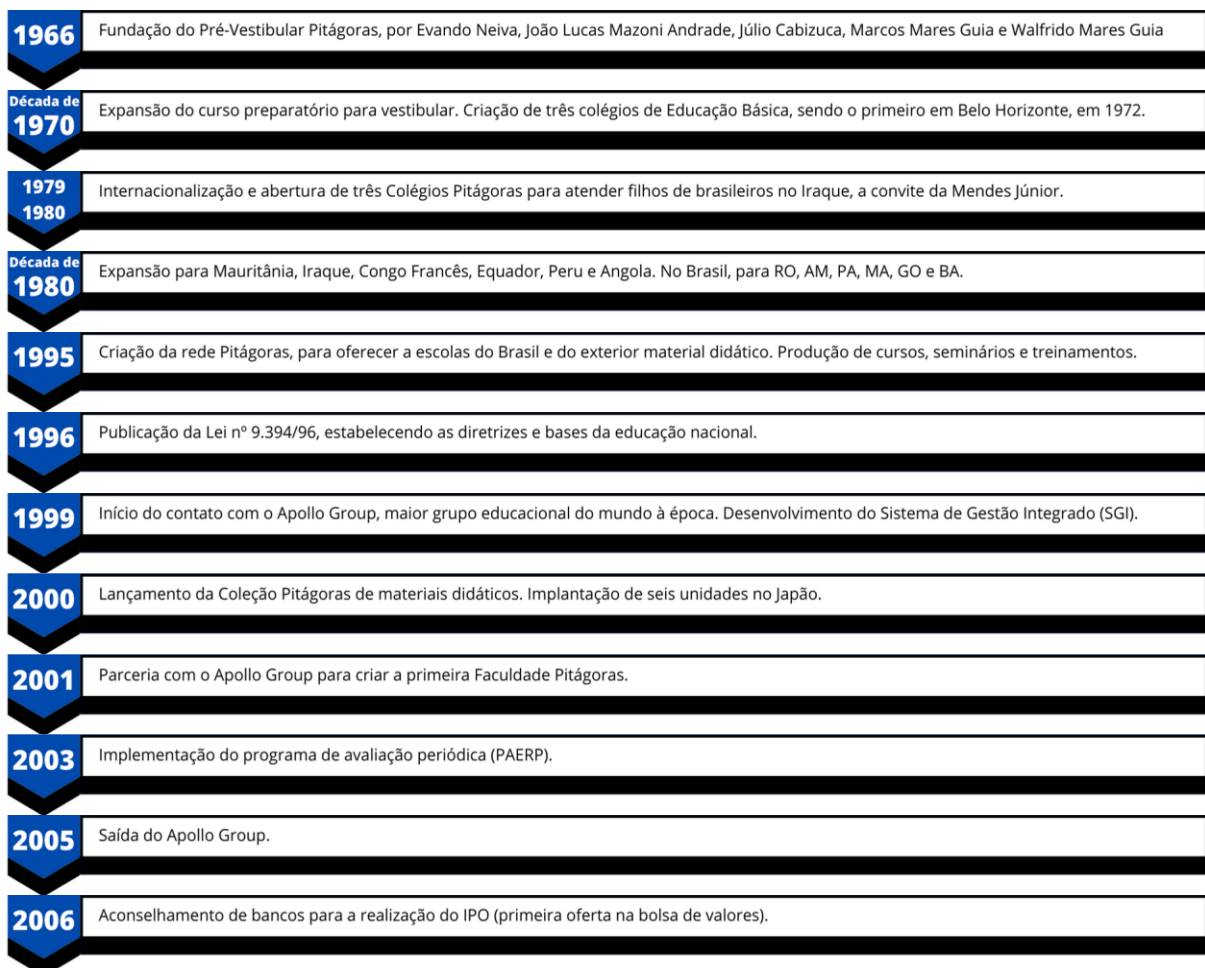 1966
Fundação do Pré-Vestibular Pitágoras, por Evando Neiva, João Lucas Mazoni Andrade, Júlio Cabizuca, Marcos Mares Guia e Walfrido Mares Guia
Década de
1970
Expansão do curso preparatório para vestibular. Criação de três colégios de Educação Básica, sendo o primeiro em Belo Horizonte, em 1972.
1979
1980
Internacionalização e abertura de três Colégios Pitágoras para atender filhos de brasileiros no Iraque, a convite da Mendes Júnior.
Década de
1980
Expansão para Mauritânia, Iraque, Congo Francês, Equador, Peru e Angola. No Brasil, para RO, AM, PA, MA, GO e BA.
1995
Criação da rede Pitágoras, para oferecer a escolas do Brasil e do exterior material didático. Produção de cursos, seminários e treinamentos.
1996
Publicação da Lei nº 9.394/96, estabelecendo as diretrizes e bases da educação nacional.
1999
Início do contato com o Apollo Group, maior grupo educacional do mundo à época. Desenvolvimento do Sistema de Gestão Integrado (SGI).
2000
Lançamento da Coleção Pitágoras de materiais didáticos. Implantação de seis unidades no Japão.
2001
Parceria com o Apollo Group para criar a primeira Faculdade Pitágoras.
2003
Implementação do programa de avaliação periódica (PAERP).
2005
Saída do Apollo Group.
2006
Aconselhamento de bancos para a realização do IPO (primeira oferta na bolsa de valores).